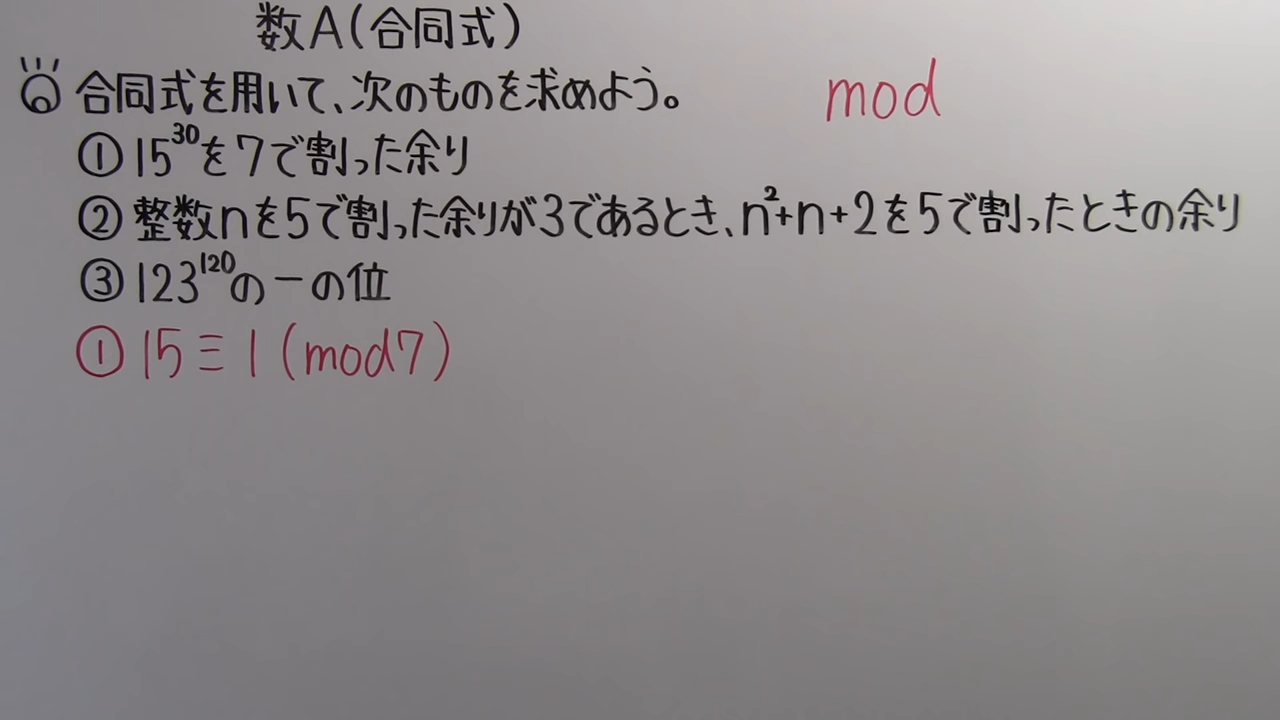 数A(合同式)
合同式を用いて、次のものを求めよう。 mod
①15³⁰を7で割った余り
②整数nを5で割った余りが3であるとき、n²+n+2を5で割ったときの余り
③123¹²⁰の一の位
①15≡1(mod7)